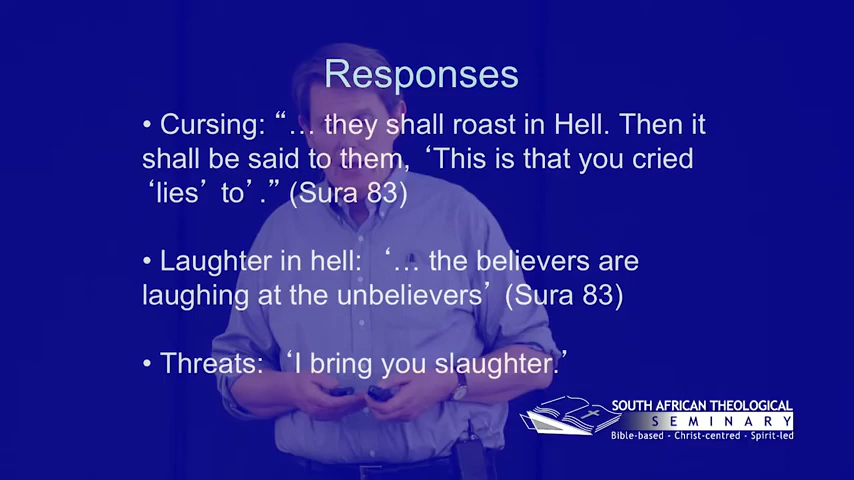 Responses
• Cursing: “… they shall roast in Hell. Then it
shall be said to them, ‘This is that you cried
‘lies’ to’.” (Sura 83)
• Laughter in hell: ‘… the believers are
laughing at the unbelievers’ (Sura 83)
• Threats: ‘I bring you slaughter.’
SOUTH AFRICAN THEOLOGICAL
SEMINARY
Bible-based - Christ-centred - Spirit-led